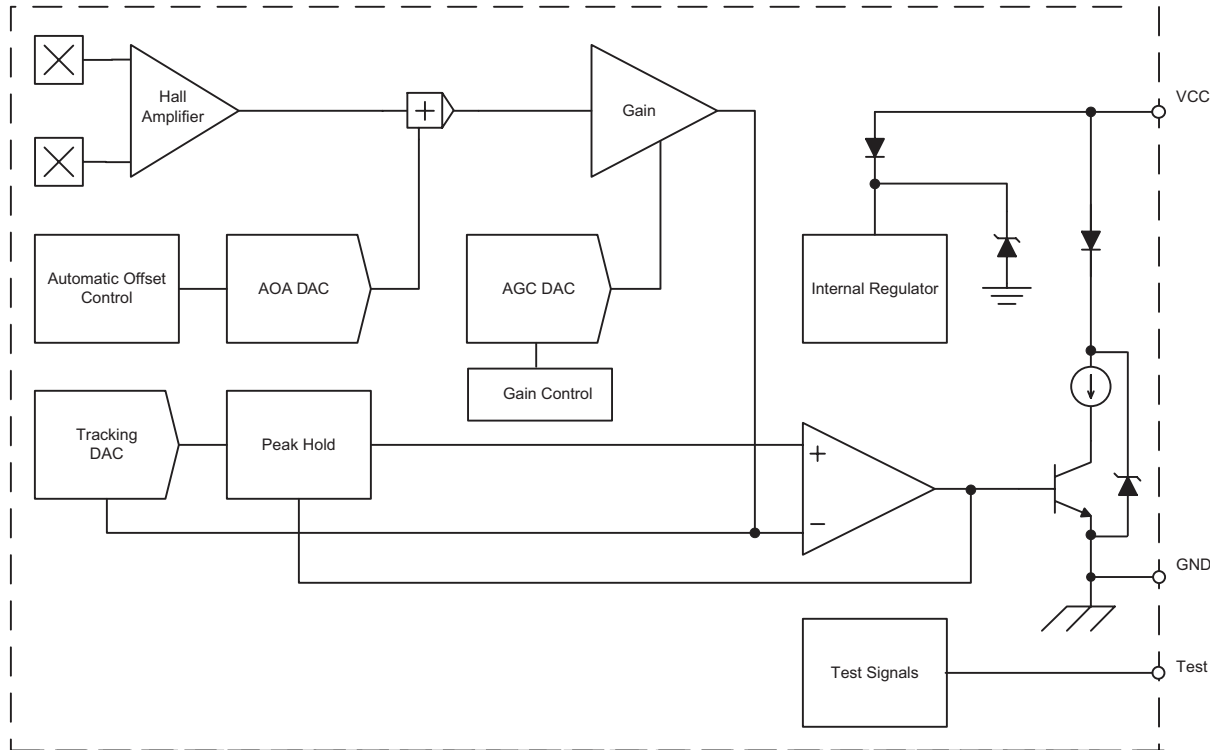 Hall
Amplifier
+
Gain
VCC
Automatic Offset
Control
AOA DAC
AGC DAC
Internal Regulator
Gain Control
Tracking
DAC
Peak Hold
+
−
GND
Test Signals
Test